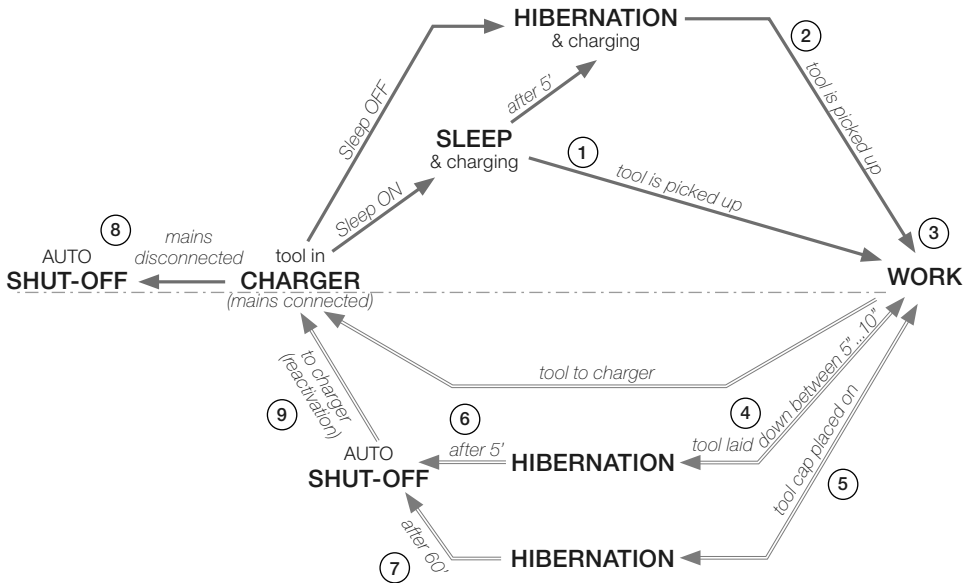 HIBERNATION
& charging
2
tool is picked up
Sleep OFF
after 5'
SLEEP
& charging
1
tool is picked up
Sleep ON
8
AUTO
SHUT-OFF
mains
disconnected
tool in
CHARGER
(mains connected)
3
WORK
tool to charger
to charger
(reactivation)
9
4
tool laid down between 5"...10"
6
after 5'
HIBERNATION
AUTO
SHUT-OFF
5
tool cap placed on
7
after 60'
HIBERNATION